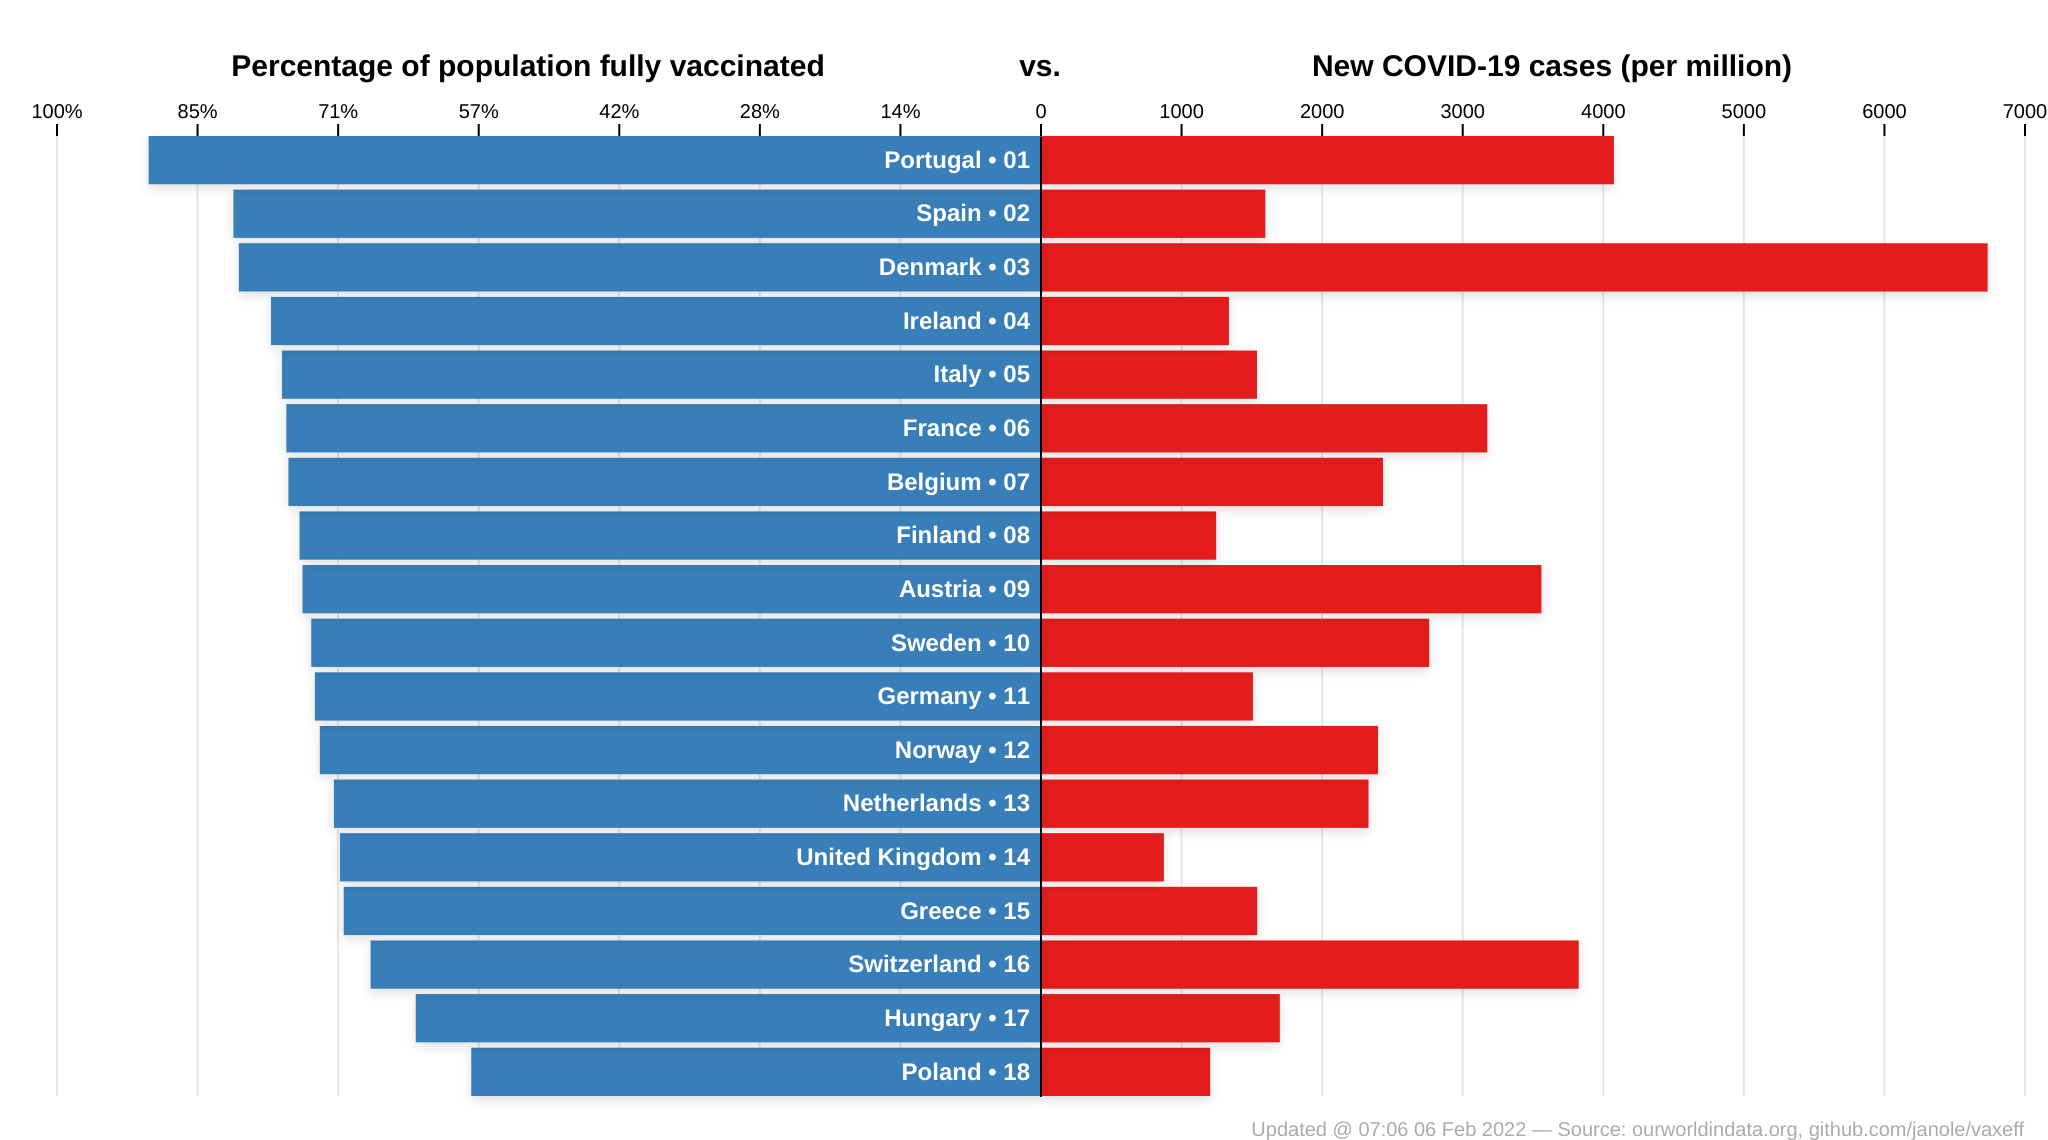 Percentage of population fully vaccinated vs. New COVID-19 cases (per million)
100% 85% 71% 57% 42% 28% 14% 0 1000 2000 3000 4000 5000 6000 7000
Portugal • 01
Spain • 02
Denmark • 03
Ireland • 04
Italy • 05
France • 06
Belgium • 07
Finland • 08
Austria • 09
Sweden • 10
Germany • 11
Norway • 12
Netherlands • 13
United Kingdom • 14
Greece • 15
Switzerland • 16
Hungary • 17
Poland • 18
Updated @ 07:06 06 Feb 2022 — Source: ourworldindata.org, github.com/janole/vaxeff